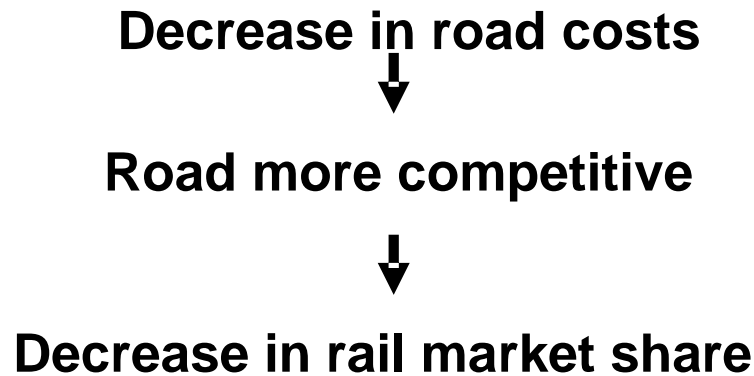 Decrease in road costs
Road more competitive
Decrease in rail market share